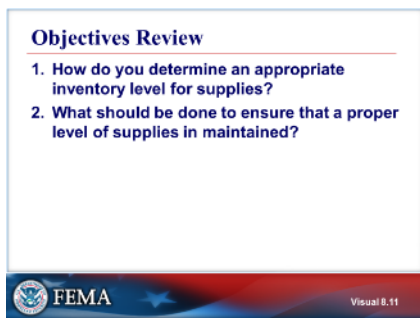 Objectives Review
1. How do you determine an appropriate
inventory level for supplies?
2. What should be done to ensure that a proper
level of supplies in maintained?
FEMA
Visual 8.11